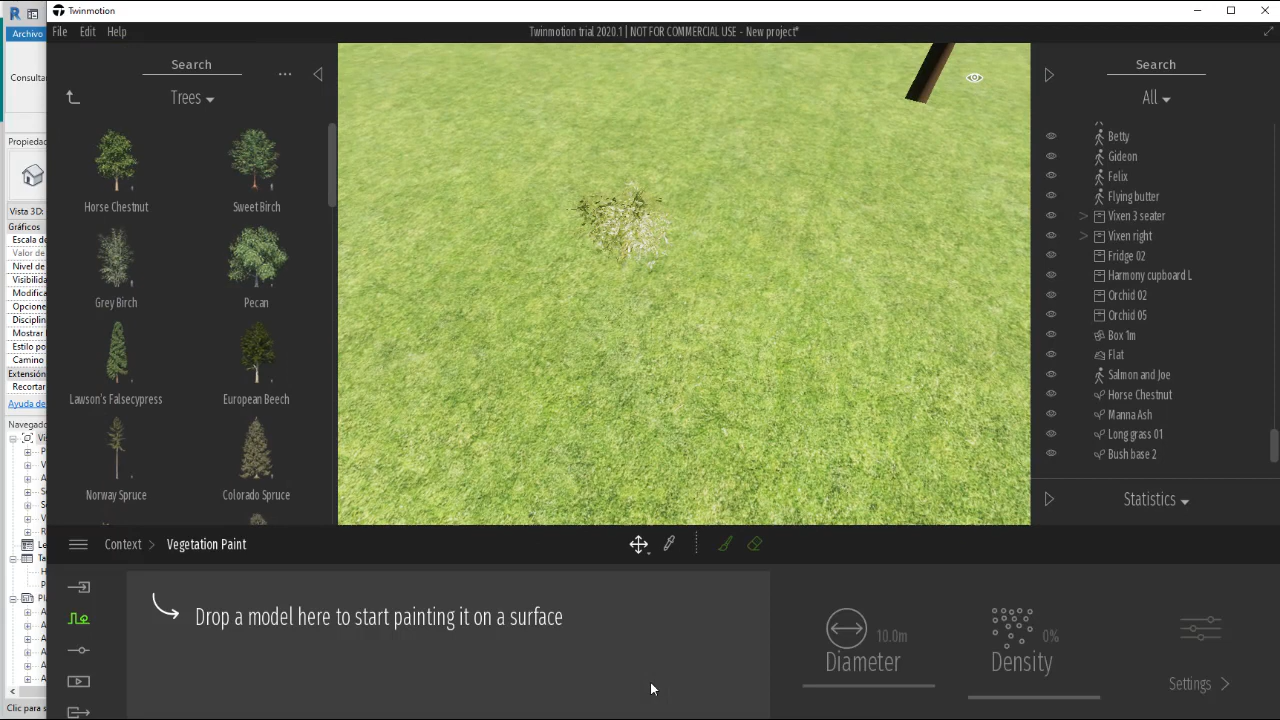 Twinmotion
File Edit Help
Twinmotion trial 2020.1 | NOT FOR COMMERCIAL USE - New project*
Archivo
Consultar
Propiedad
Vista 3D:
Gráficos
Escala de
Valor de
Nivel de
Visibilida
Modifica
Opcione
Disciplin
Mostrar
Estilo po
Camino
Extensión
Recortar
Ayuda de
Navegado
Clic para s
Search
Trees
Horse Chestnut
Sweet Birch
Grey Birch
Pecan
Lawson's Falsecypress
European Beech
Norway Spruce
Colorado Spruce
Search
All
Betty
Gideon
Felix
Flying butter
Vixen 3 seater
Vixen right
Fridge 02
Harmony cupboard L
Orchid 02
Orchid 05
Box 1m
Flat
Salmon and Joe
Horse Chestnut
Manna Ash
Long grass 01
Bush base 2
Statistics
Context > Vegetation Paint
Drop a model here to start painting it on a surface
10.0m
Diameter
0%
Density
Settings >